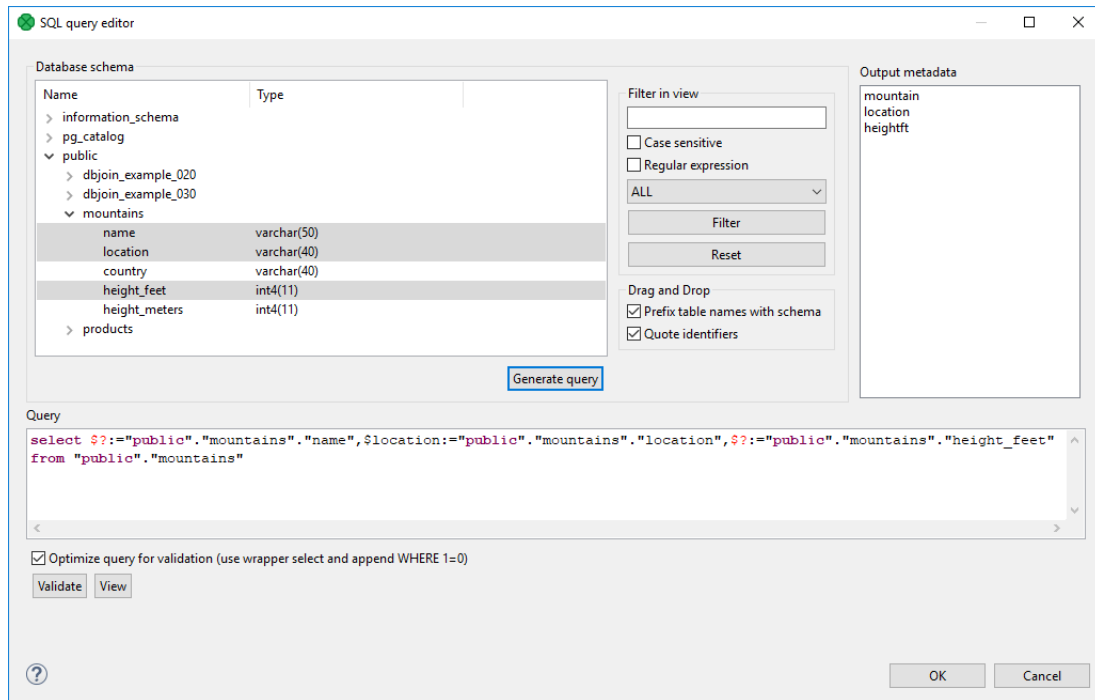 SQL query editor
Database schema
Name Type
information_schema
pg_catalog
public
dbjoin_example_020
dbjoin_example_030
mountains
name varchar(50)
location varchar(40)
country varchar(40)
height_feet int4(11)
height_meters int4(11)
products
Generate query
Filter in view
Case sensitive
Regular expression
ALL
Filter
Reset
Drag and Drop
Prefix table names with schema
Quote identifiers
Output metadata
mountain
location
heightft
Query
select $?:="public"."mountains"."name",$location:="public"."mountains"."location",$?:="public"."mountains"."height_feet"
from "public"."mountains"
Optimize query for validation (use wrapper select and append WHERE 1=0)
Validate View
? OK Cancel